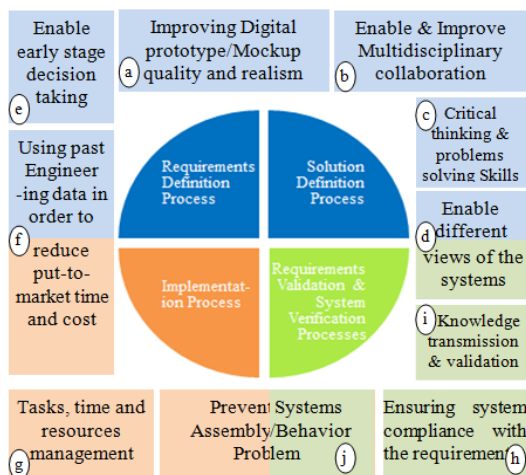 Enable
early stage
decision
taking
e
Improving Digital
prototype/Mockup
quality and realism
a
Enable & Improve
Multidisciplinary
collaboration
b
c
Critical
thinking &
problems
solving Skills
Using past
Engineer
-ing data in
order to
f
reduce
put-to-
market time
and cost
Requirements
Definition
Process
Solution
Definition
Process
Implementat-
ion Process
Requirements
Validation &
System
Verification
Processes
Enable
different
d
views of the
systems
i
Knowledge
transmission
& validation
Tasks, time and
resources
management
g
Prevent Systems
Assembly/Behavior
Problem
j
Ensuring system
compliance with
the requirement
h